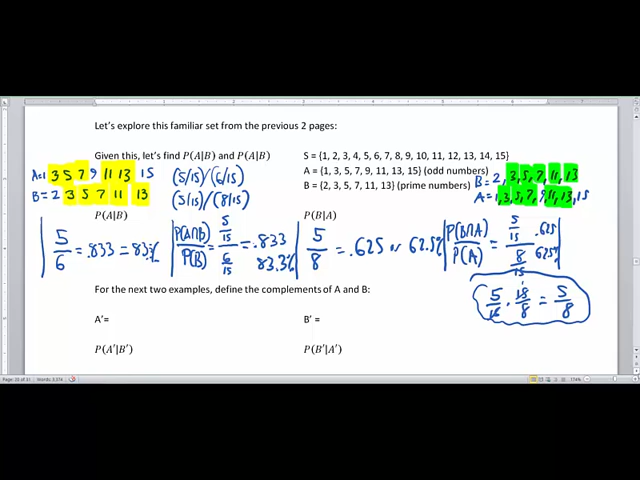 Let's explore this familiar set from the previous 2 pages:
Given this, let's find P(A|B) and P(A|B)
S = {1, 2, 3, 4, 5, 6, 7, 8, 9, 10, 11, 12, 13, 14, 15}
A = {1, 3, 5, 7, 9, 11, 13, 15} (odd numbers)
B = {2, 3, 5, 7, 11, 13} (prime numbers)
A=1 3 5 7 9 11 13 15
B = 2 3 5 7 11 13
(5/15)/(6/15)
(5/15)/(8/15)
B = 2, 3, 5, 7, 11, 13
A = 1, 3, 5, 7, 9, 11, 13, 15
P(A|B)
P(B|A)
5/6 = .833 = 83.3%
P(A∩B)/P(B) = 5/15 / 6/15 = .833
83.3%
5/8 = .625 or 62.5%
P(B∩A)/P(A) = 5/15 / 8/15 = .625
62.5%
5/15 · 15/8 = 5/8
For the next two examples, define the complements of A and B:
A'=
B' =
P(A'|B')
P(B'|A')